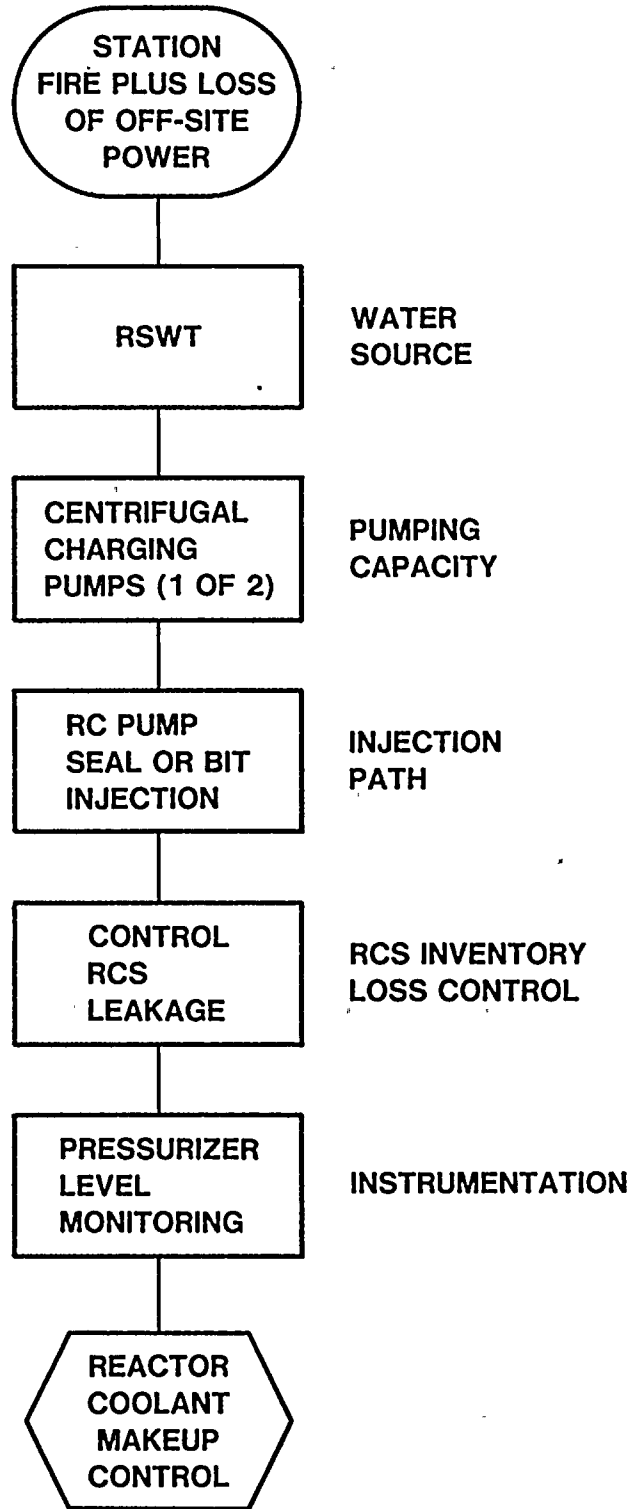 STATION
FIRE PLUS LOSS
OF OFF-SITE
POWER
RSWT
WATER
SOURCE
CENTRIFUGAL
CHARGING
PUMPS (1 OF 2)
PUMPING
CAPACITY
RC PUMP
SEAL OR BIT
INJECTION
INJECTION
PATH
CONTROL
RCS
LEAKAGE
RCS INVENTORY
LOSS CONTROL
PRESSURIZER
LEVEL
MONITORING
INSTRUMENTATION
REACTOR
COOLANT
MAKEUP
CONTROL